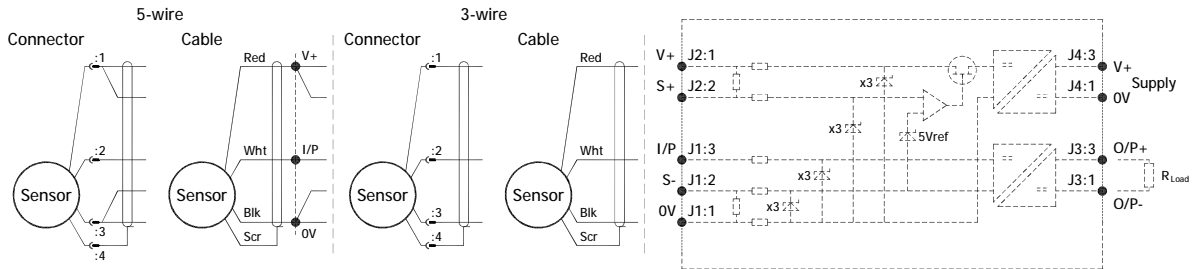 5-wire
3-wire
Connector
Cable
Connector
Cable
:1
Red
V+
:1
Red
V+
J2:1
J4:3
V+
S+
J2:2
x3
J4:1
0V
Supply
x3
5Vref
:2
Wht
I/P
:2
Wht
I/P
J1:3
J3:3
O/P+
x3
S-
J1:2
J3:1
RLoad
O/P-
Sensor
Sensor
Sensor
Sensor
0V
J1:1
x3
:3
Blk
0V
:3
Blk
:4
Scr
:4
Scr